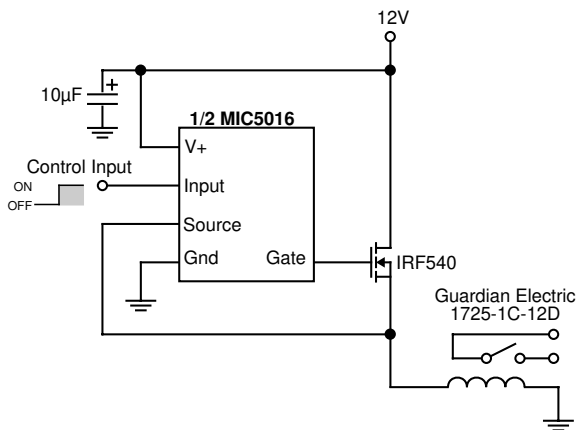 12V
+
10µF
1/2 MIC5016
V+
Control Input
ON
OFF
Input
Source
Gnd
Gate
IRF540
Guardian Electric
1725-1C-12D